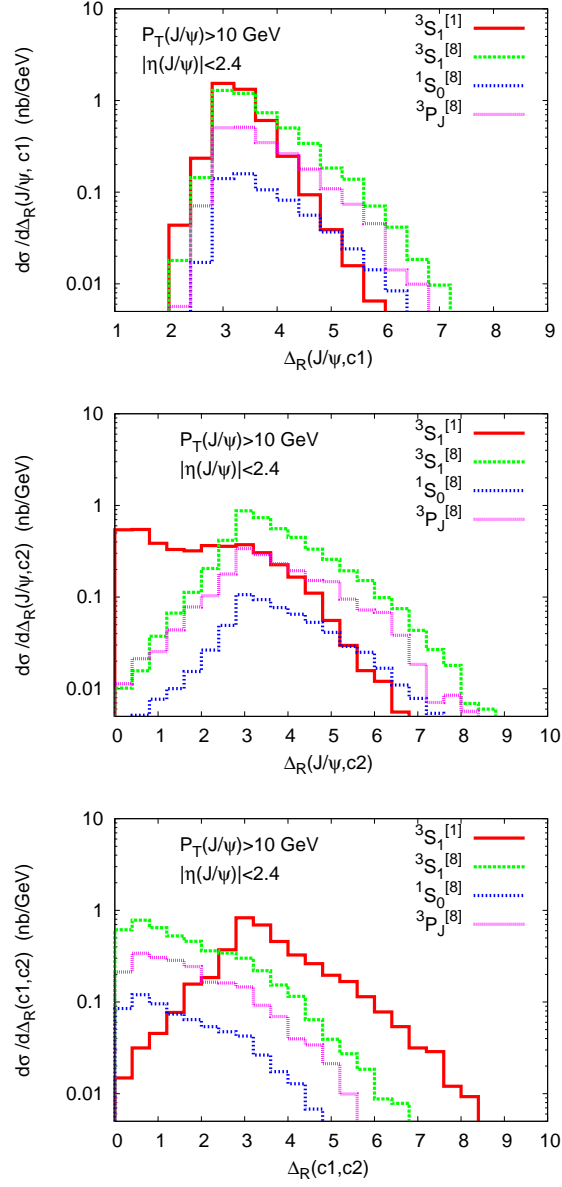 P_T(J/ψ)>10 GeV
|η(J/ψ)|<2.4
³S₁^[1]
³S₁^[8]
¹S₀^[8]
³P_J^[8]
dσ/dΔ_R(J/ψ, c1) (nb/GeV)
10
1
0.1
0.01
1 2 3 4 5 6 7 8 9
Δ_R(J/ψ,c1)
P_T(J/ψ)>10 GeV
|η(J/ψ)|<2.4
³S₁^[1]
³S₁^[8]
¹S₀^[8]
³P_J^[8]
dσ/dΔ_R(J/ψ,c2) (nb/GeV)
10
1
0.1
0.01
0 1 2 3 4 5 6 7 8 9 10
Δ_R(J/ψ,c2)
P_T(J/ψ)>10 GeV
|η(J/ψ)|<2.4
³S₁^[1]
³S₁^[8]
¹S₀^[8]
³P_J^[8]
dσ/dΔ_R(c1,c2) (nb/GeV)
10
1
0.1
0.01
0 1 2 3 4 5 6 7 8 9 10
Δ_R(c1,c2)